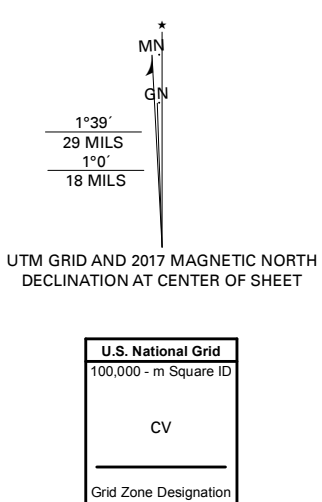 ★
MN
GN
1°39´
29 MILS
1°0´
18 MILS
UTM GRID AND 2017 MAGNETIC NORTH
DECLINATION AT CENTER OF SHEET
U.S. National Grid
100,000 - m Square ID
CV
Grid Zone Designation